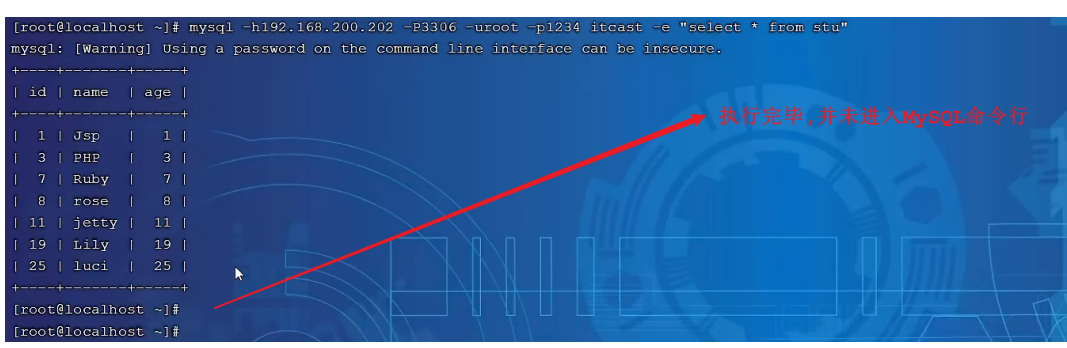 [root@localhost ~]# mysql -h192.168.200.202 -P3306 -uroot -p1234 itcast -e "select * from stu"
mysql: [Warning] Using a password on the command line interface can be insecure.
+----+-------+-----+
| id | name  | age |
+----+-------+-----+
|  1 | Jsp   |   1 |
|  3 | PHP   |   3 |
|  7 | Ruby  |   7 |
|  8 | rose  |   8 |
| 11 | jetty |  11 |
| 19 | Lily  |  19 |
| 25 | luci  |  25 |
+----+-------+-----+
[root@localhost ~]#
[root@localhost ~]#
执行完毕,并未进入MySQL命令行